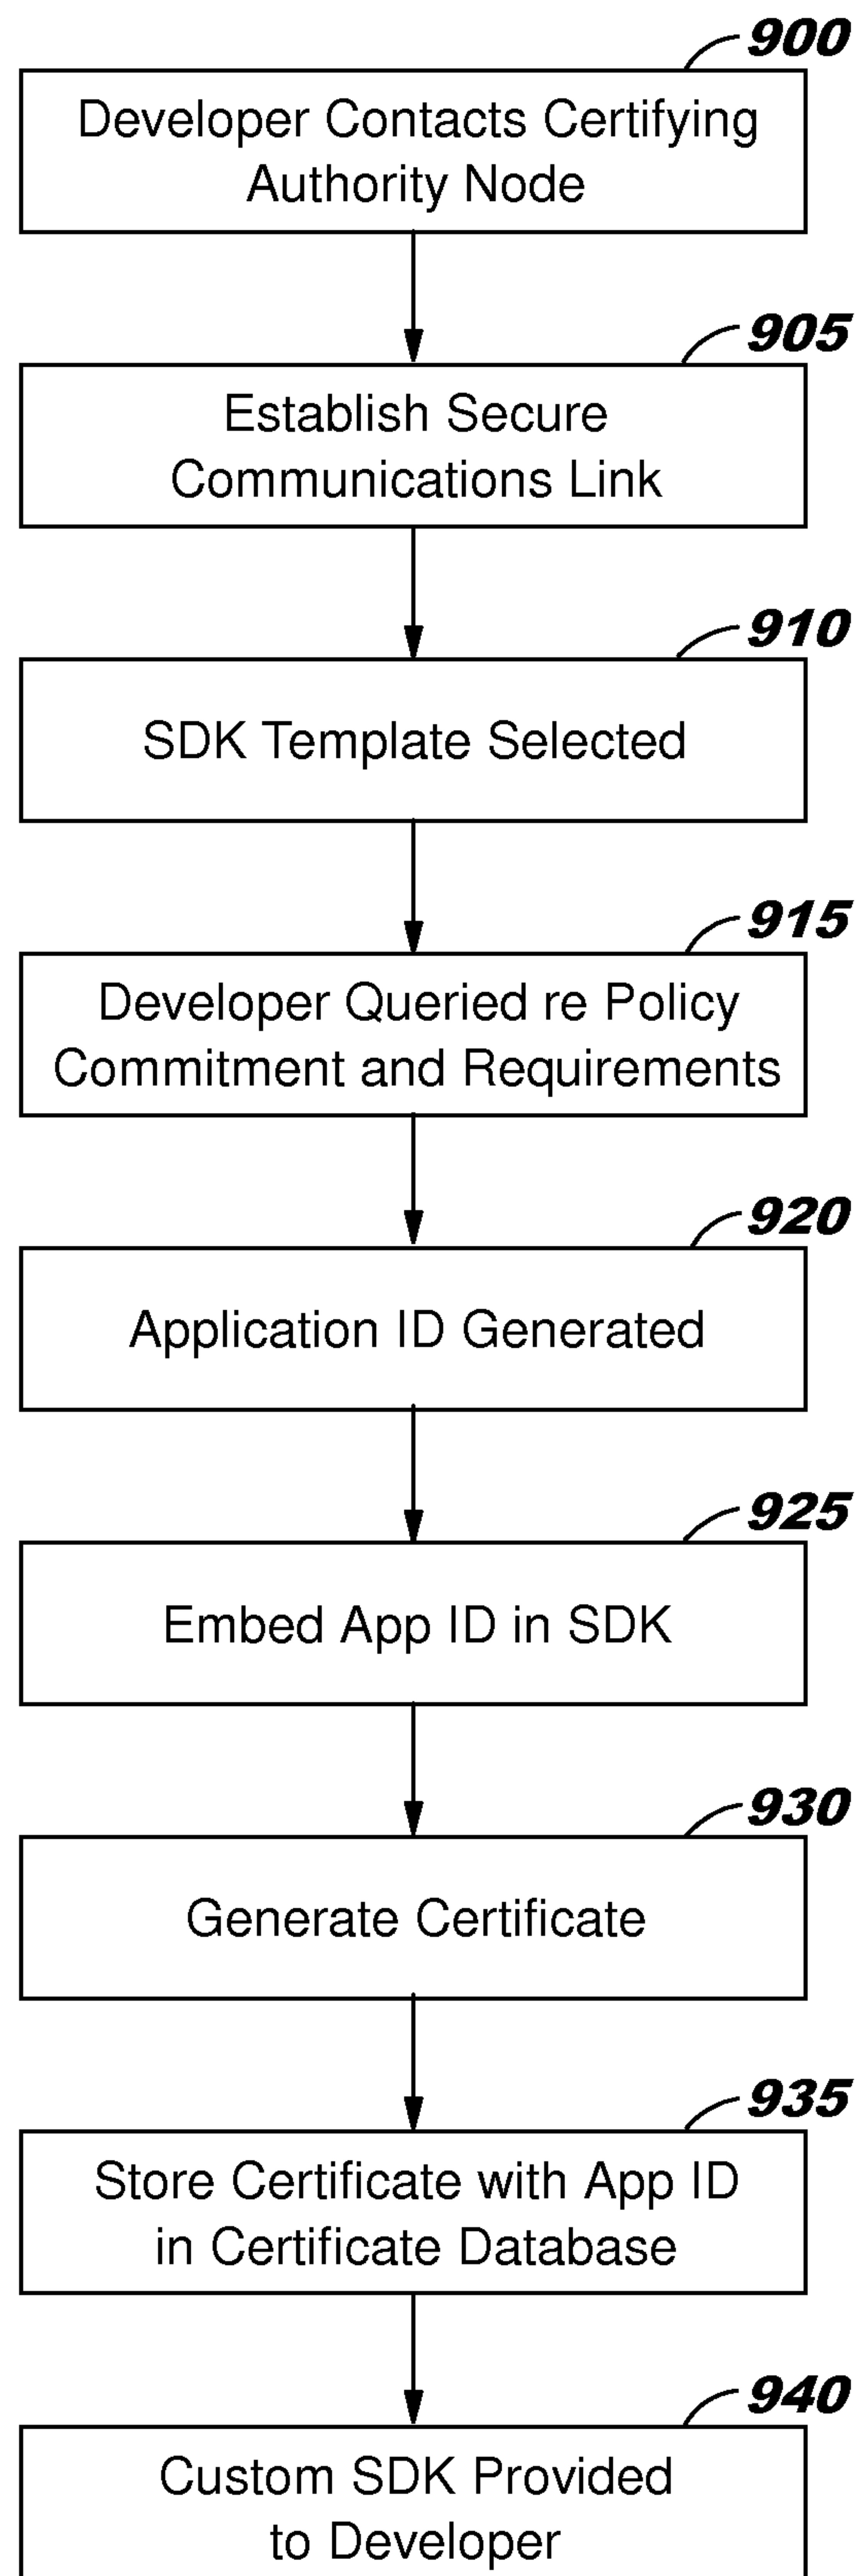 900
Developer Contacts Certifying
Authority Node
905
Establish Secure
Communications Link
910
SDK Template Selected
915
Developer Queried re Policy
Commitment and Requirements
920
Application ID Generated
925
Embed App ID in SDK
930
Generate Certificate
935
Store Certificate with App ID
in Certificate Database
940
Custom SDK Provided
to Developer